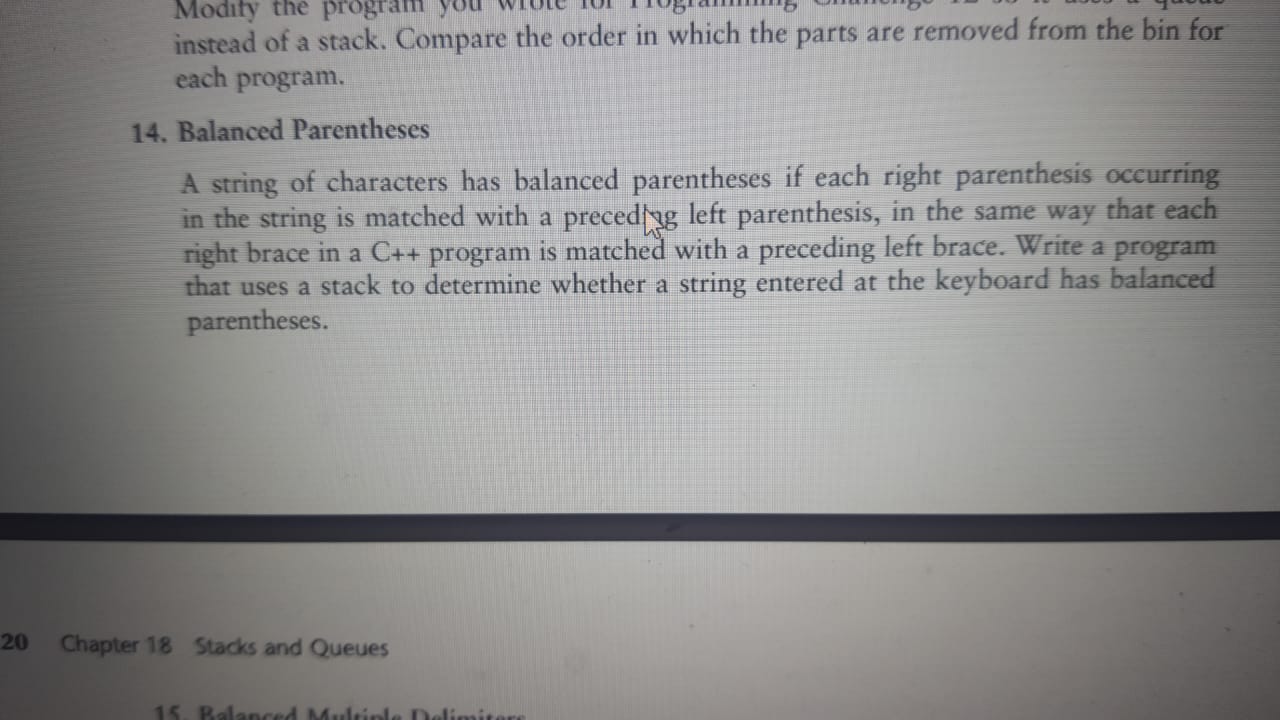 Modify the program you wrote for Programming Challenge 12 so it uses a queue
instead of a stack. Compare the order in which the parts are removed from the bin for
each program.
14. Balanced Parentheses
A string of characters has balanced parentheses if each right parenthesis occurring
in the string is matched with a preceding left parenthesis, in the same way that each
right brace in a C++ program is matched with a preceding left brace. Write a program
that uses a stack to determine whether a string entered at the keyboard has balanced
parentheses.
20 Chapter 18 Stacks and Queues
15. Balanced Multiple Delimiters